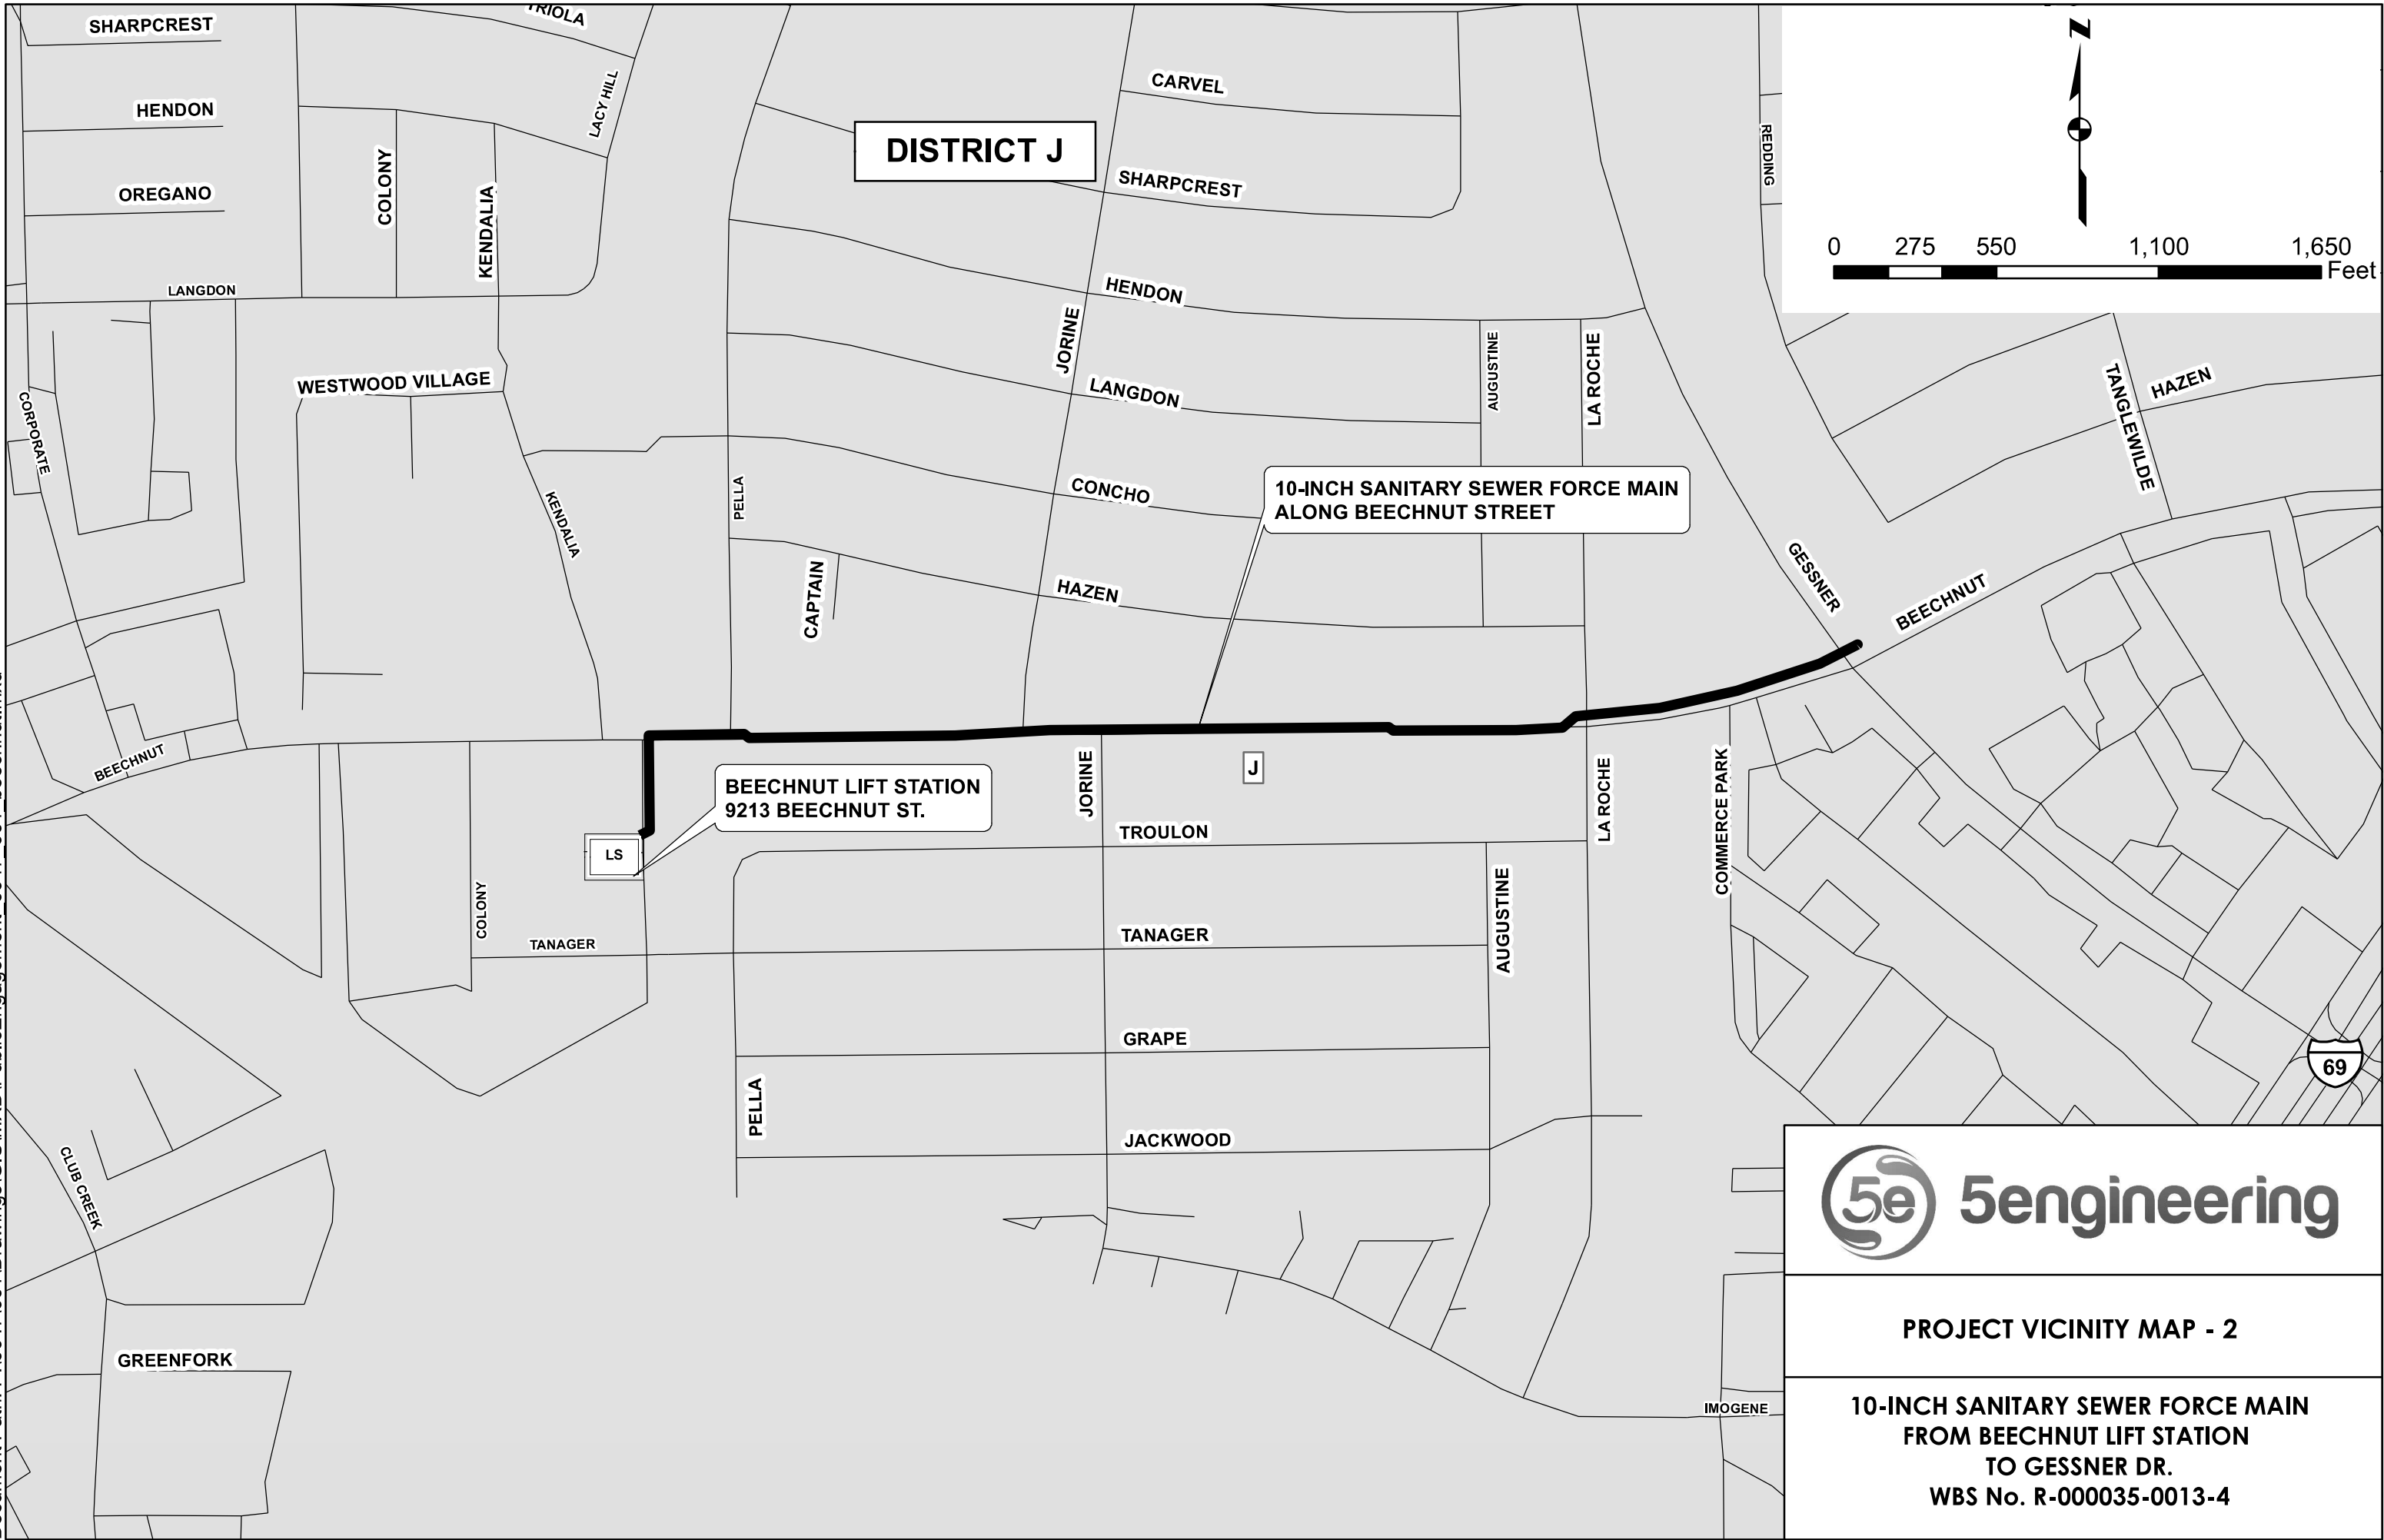 SHARPCREST
TRIOLA
HENDON
LACY HILL
OREGANO
COLONY
KENDALIA
LANGDON
WESTWOOD VILLAGE
CORPORATE
KENDALIA
BEECHNUT
DISTRICT J
CARVEL
SHARPCREST
HENDON
JORINE
LANGDON
AUGUSTINE
LA ROCHE
CONCHO
PELLA
CAPTAIN
HAZEN
10-INCH SANITARY SEWER FORCE MAIN
ALONG BEECHNUT STREET
REDDING
N
0 275 550 1,100 1,650
Feet
TANGLEWILDE
HAZEN
GESSNER
BEECHNUT
BEECHNUT LIFT STATION
9213 BEECHNUT ST.
LS
J
JORINE
TROULON
LA ROCHE
COMMERCE PARK
COLONY
TANAGER
TANAGER
AUGUSTINE
GRAPE
PELLA
JACKWOOD
69
CLUB CREEK
GREENFORK
IMOGENE
5e 5engineering
PROJECT VICINITY MAP - 2
10-INCH SANITARY SEWER FORCE MAIN
FROM BEECHNUT LIFT STATION
TO GESSNER DR.
WBS No. R-000035-0013-4